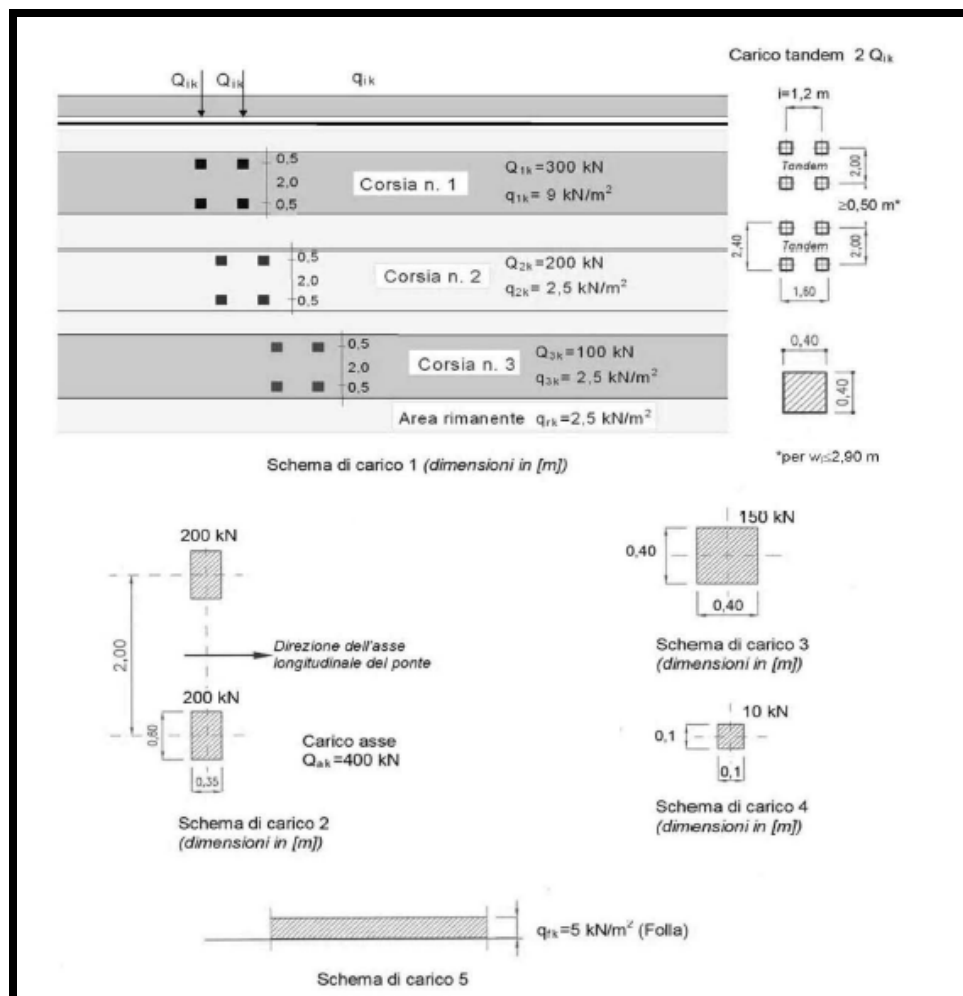 Carico tandem 2 Qik
Qik Qik qik
i=1,2 m
0,5
2,0
0,5
Corsia n. 1
Q1k=300 kN
q1k= 9 kN/m²
Tandem
2,00
≥0,50 m*
0,5
2,0
0,5
Corsia n. 2
Q2k=200 kN
q2k= 2,5 kN/m²
2,40
Tandem
2,00
1,60
0,5
2,0
0,5
Corsia n. 3
Q3k=100 kN
q3k= 2,5 kN/m²
0,40
0,40
Area rimanente qrk=2,5 kN/m²
Schema di carico 1 (dimensioni in [m])
*per wl≤2,90 m
200 kN
2,00
Direzione dell'asse
longitudinale del ponte
200 kN
0,60
0,35
Carico asse
Qak=400 kN
Schema di carico 2
(dimensioni in [m])
150 kN
0,40
0,40
Schema di carico 3
(dimensioni in [m])
10 kN
0,1
0,1
Schema di carico 4
(dimensioni in [m])
qfk=5 kN/m² (Folla)
Schema di carico 5